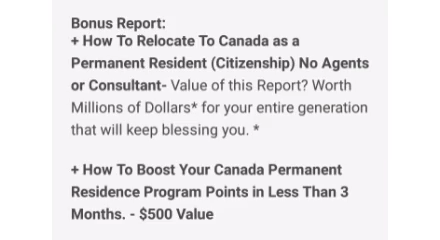 Bonus Report:
+ How To Relocate To Canada as a
Permanent Resident (Citizenship) No Agents
or Consultant- Value of this Report? Worth
Millions of Dollars* for your entire generation
that will keep blessing you. *
+ How To Boost Your Canada Permanent
Residence Program Points in Less Than 3
Months. - $500 Value